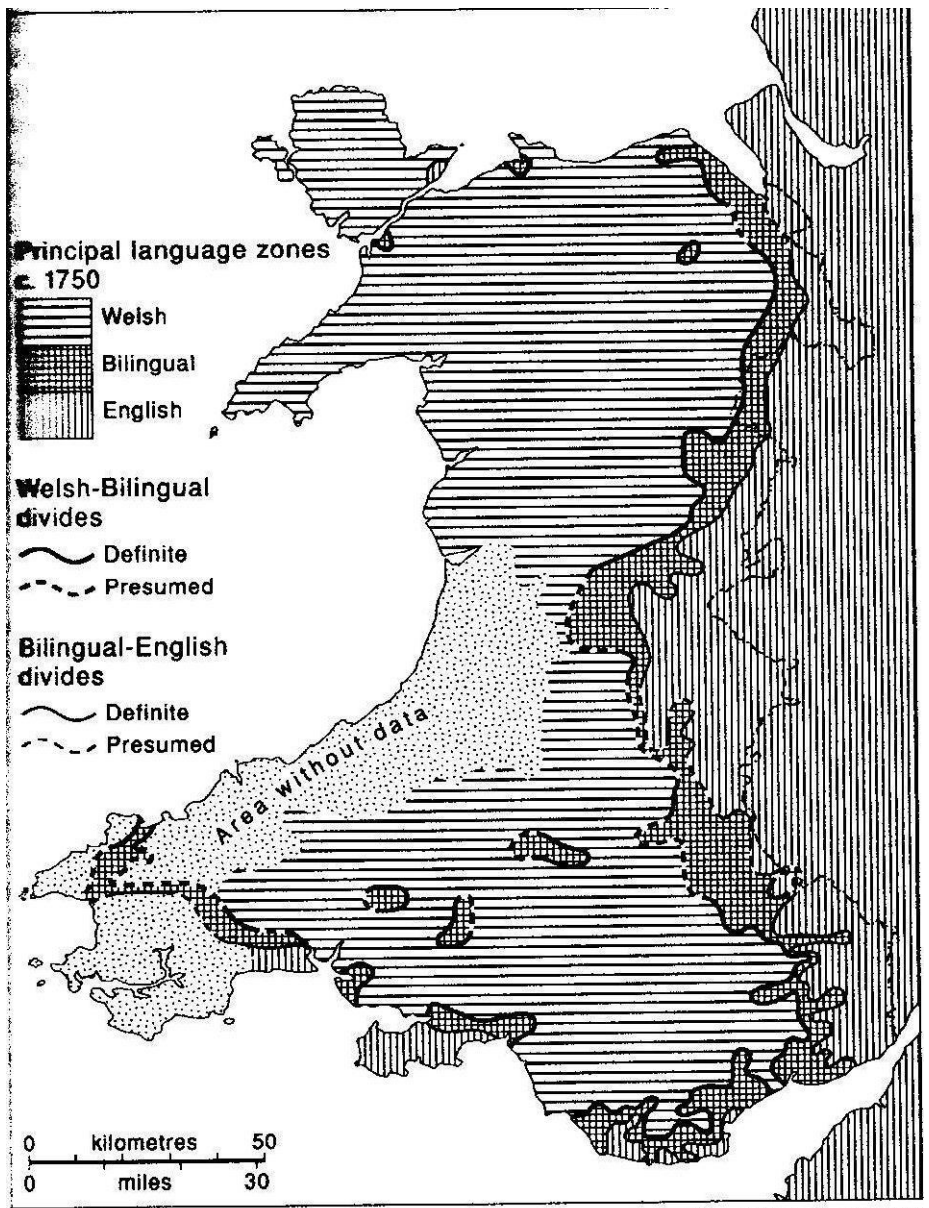 Principal language zones
c. 1750
Welsh
Bilingual
English
Welsh-Bilingual
divides
Definite
Presumed
Bilingual-English
divides
Definite
Presumed
Area without data
0 kilometres 50
0 miles 30